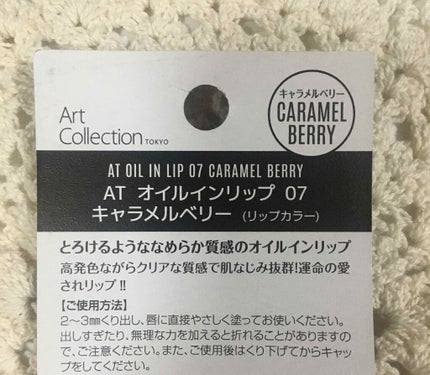 Art
Collection TOKYO
キャラメルベリー
CARAMEL
BERRY
AT OIL IN LIP 07 CARAMEL BERRY
AT オイルインリップ 07
キャラメルベリー (リップカラー)
とろけるようななめらか質感のオイルインリップ
高発色ながらクリアな質感で肌なじみ抜群!運命の愛
されリップ!!
【ご使用方法】
2〜3㎜くり出し、唇に直接やさしく塗ってお使いください。
出しすぎたり、無理な力を加えると折れることがありますの
で、ご注意ください。また、ご使用後はくり下げてからキャッ
プをしてください。